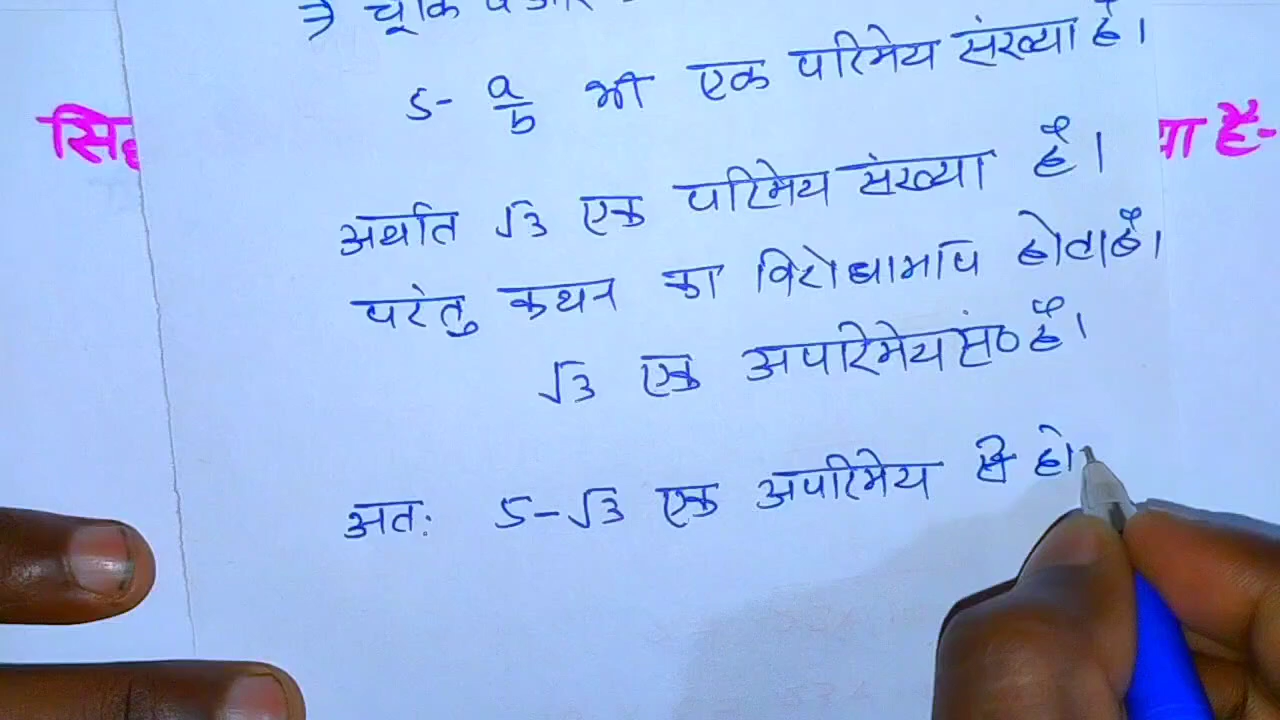 ⇒ चूंकि
5 - a/b भी एक परिमेय संख्या है।
सिद्ध
या है-
अर्थात √3 एक परिमेय संख्या है।
परंतु कथन का विरोधाभाष होता है।
√3 एक अपरिमेय सं० है।
अतः 5-√3 एक अपरिमेय हो